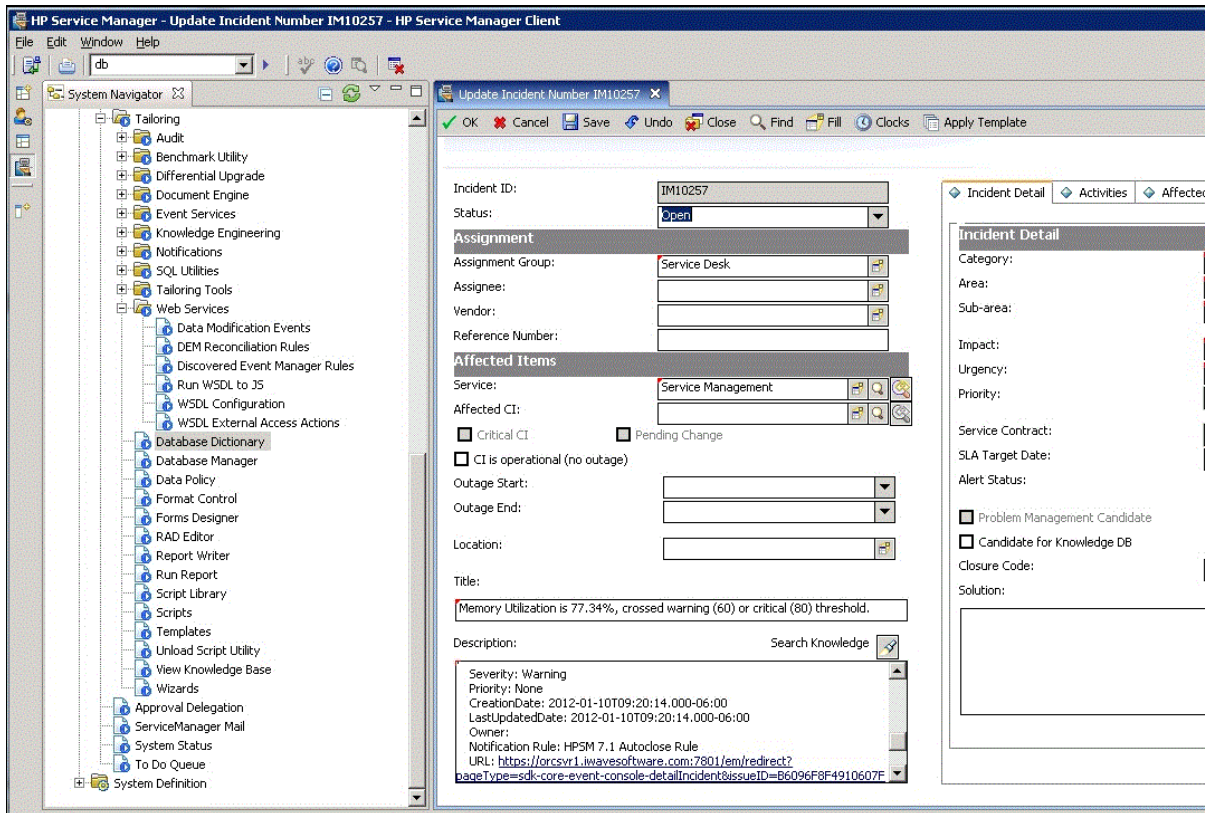 HP Service Manager - Update Incident Number IM10257 - HP Service Manager Client
File Edit Window Help
db
System Navigator
Tailoring
Audit
Benchmark Utility
Differential Upgrade
Document Engine
Event Services
Knowledge Engineering
Notifications
SQL Utilities
Tailoring Tools
Web Services
Data Modification Events
DEM Reconciliation Rules
Discovered Event Manager Rules
Run WSDL to JS
WSDL Configuration
WSDL External Access Actions
Database Dictionary
Database Manager
Data Policy
Format Control
Forms Designer
RAD Editor
Report Writer
Run Report
Script Library
Scripts
Templates
Unload Script Utility
View Knowledge Base
Wizards
Approval Delegation
ServiceManager Mail
System Status
To Do Queue
System Definition
Update Incident Number IM10257
OK Cancel Save Undo Close Find Fill Clocks Apply Template
Incident ID: IM10257
Status: Open
Assignment
Assignment Group: Service Desk
Assignee:
Vendor:
Reference Number:
Affected Items
Service: Service Management
Affected CI:
Critical CI Pending Change
CI is operational (no outage)
Outage Start:
Outage End:
Location:
Title:
Memory Utilization is 77.34%, crossed warning (60) or critical (80) threshold.
Description: Search Knowledge
Severity: Warning
Priority: None
CreationDate: 2012-01-10T09:20:14.000-06:00
LastUpdatedDate: 2012-01-10T09:20:14.000-06:00
Owner:
Notification Rule: HPSM 7.1 Autoclose Rule
URL: https://orcsvr1.iwavesoftware.com:7801/em/redirect?
pageType=sdk-core-event-console-detailIncident&issueID=B6096F8F4910607F
Incident Detail Activities Affected
Incident Detail
Category:
Area:
Sub-area:
Impact:
Urgency:
Priority:
Service Contract:
SLA Target Date:
Alert Status:
Problem Management Candidate
Candidate for Knowledge DB
Closure Code:
Solution: